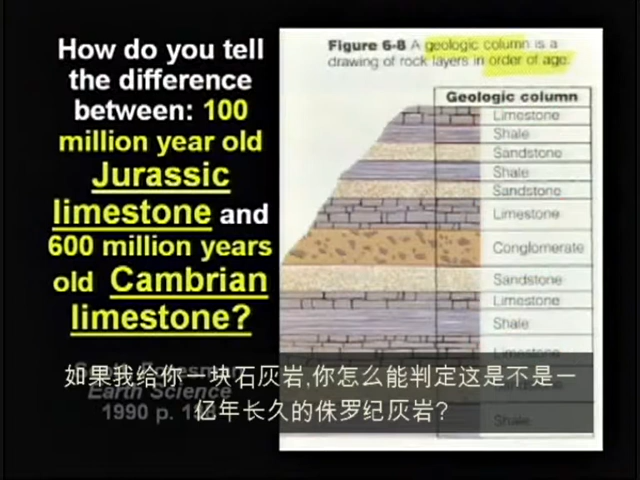 How do you tell
the difference
between: 100
million year old
Jurassic
limestone and
600 million years
old Cambrian
limestone?
Earth Science
1990 p.
Figure 6-8 A geologic column is a
drawing of rock layers in order of age.
Geologic column
Limestone
Shale
Sandstone
Shale
Sandstone
Limestone
Conglomerate
Sandstone
Limestone
Shale
Limestone
Shale
如果我给你一块石灰岩,你怎么能判定这是不是一
亿年长久的侏罗纪灰岩?